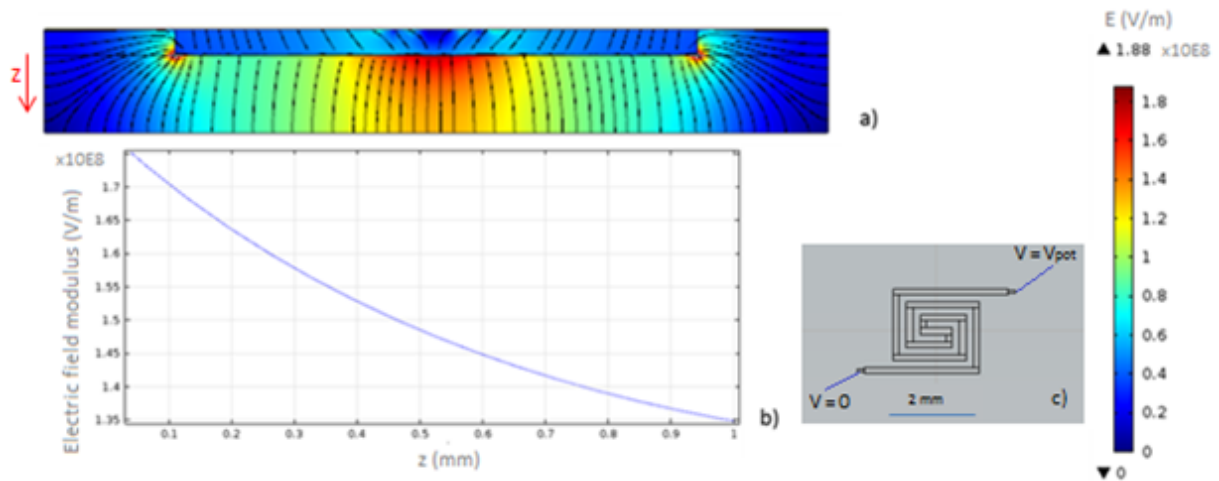 E (V/m)
▲ 1.88 x10E8
z
a)
1.8
1.6
1.4
1.2
1
0.8
0.6
0.4
0.2
0
▼ 0
x10E8
Electric field modulus (V/m)
1.7
1.65
1.6
1.55
1.5
1.45
1.4
1.35
0.1 0.2 0.3 0.4 0.5 0.6 0.7 0.8 0.9 1
z (mm)
b)
V = Vpot
V = 0
2 mm
c)